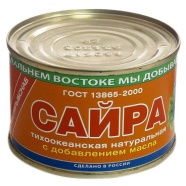 АЛЬНЕМ ВОСТОКЕ МЫ ДОБЫВ
ГОСТ 13865-2000
САЙРА
тихоокеанская натуральная
с добавлением масла
СДЕЛАНО В РОССИИ